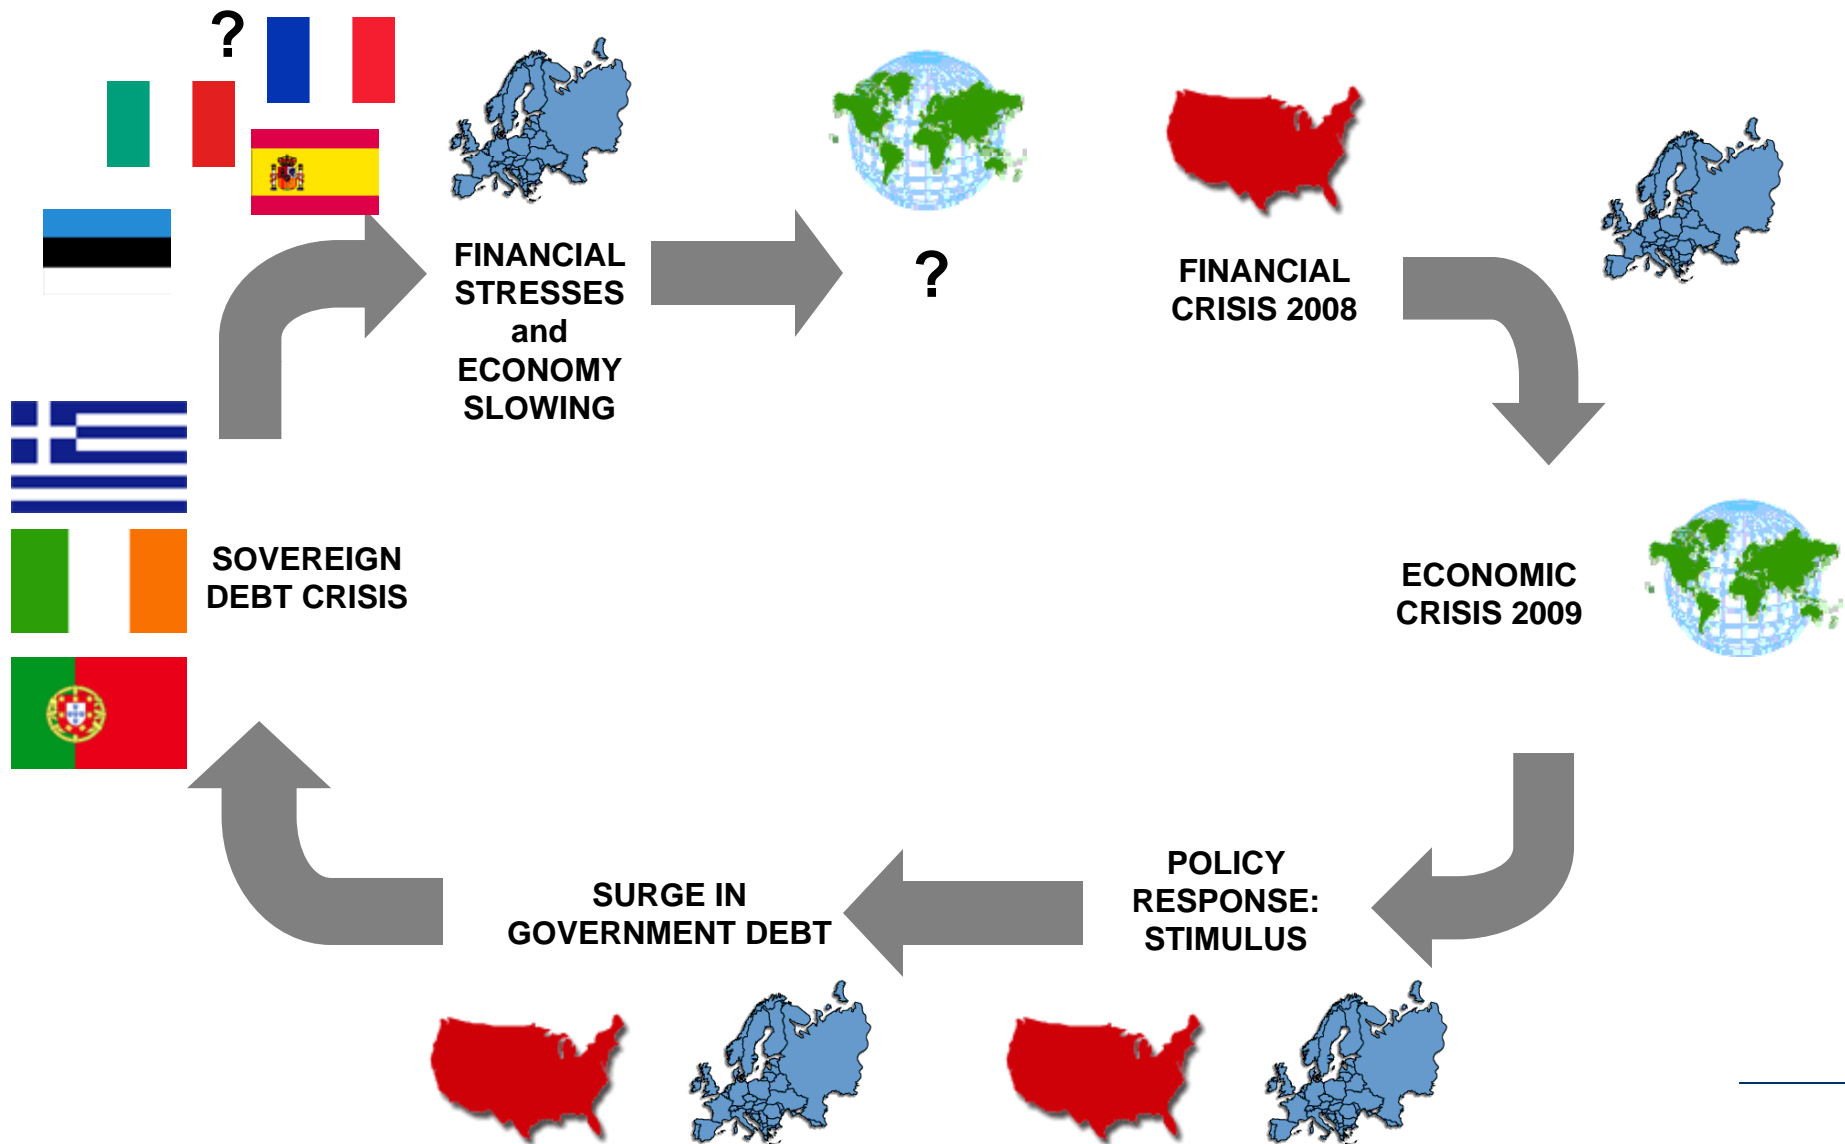 ?
FINANCIAL
STRESSES
and
ECONOMY
SLOWING
?
FINANCIAL
CRISIS 2008
ECONOMIC
CRISIS 2009
POLICY
RESPONSE:
STIMULUS
SURGE IN
GOVERNMENT DEBT
SOVEREIGN
DEBT CRISIS